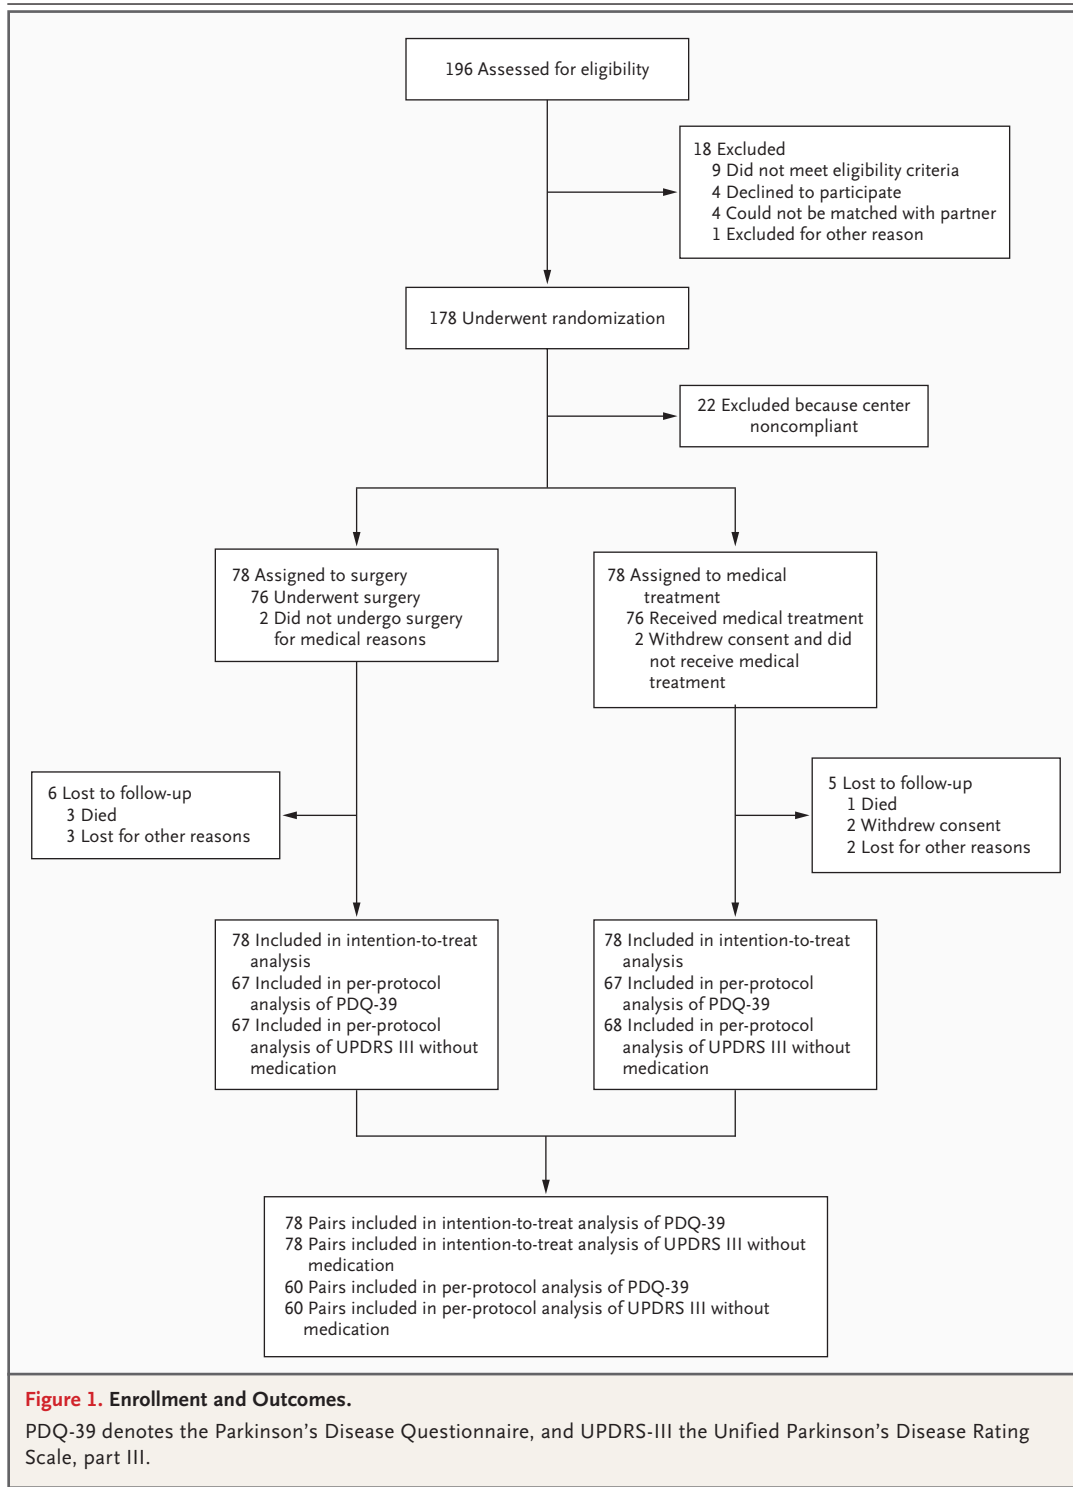 196 Assessed for eligibility
18 Excluded
9 Did not meet eligibility criteria
4 Declined to participate
4 Could not be matched with partner
1 Excluded for other reason
178 Underwent randomization
22 Excluded because center
noncompliant
78 Assigned to surgery
76 Underwent surgery
2 Did not undergo surgery
for medical reasons
78 Assigned to medical
treatment
76 Received medical treatment
2 Withdrew consent and did
not receive medical
treatment
6 Lost to follow-up
3 Died
3 Lost for other reasons
5 Lost to follow-up
1 Died
2 Withdrew consent
2 Lost for other reasons
78 Included in intention-to-treat
analysis
67 Included in per-protocol
analysis of PDQ-39
67 Included in per-protocol
analysis of UPDRS III without
medication
78 Included in intention-to-treat
analysis
67 Included in per-protocol
analysis of PDQ-39
68 Included in per-protocol
analysis of UPDRS III without
medication
78 Pairs included in intention-to-treat analysis of PDQ-39
78 Pairs included in intention-to-treat analysis of UPDRS III without
medication
60 Pairs included in per-protocol analysis of PDQ-39
60 Pairs included in per-protocol analysis of UPDRS III without
medication
Figure 1. Enrollment and Outcomes.
PDQ-39 denotes the Parkinson's Disease Questionnaire, and UPDRS-III the Unified Parkinson's Disease Rating
Scale, part III.